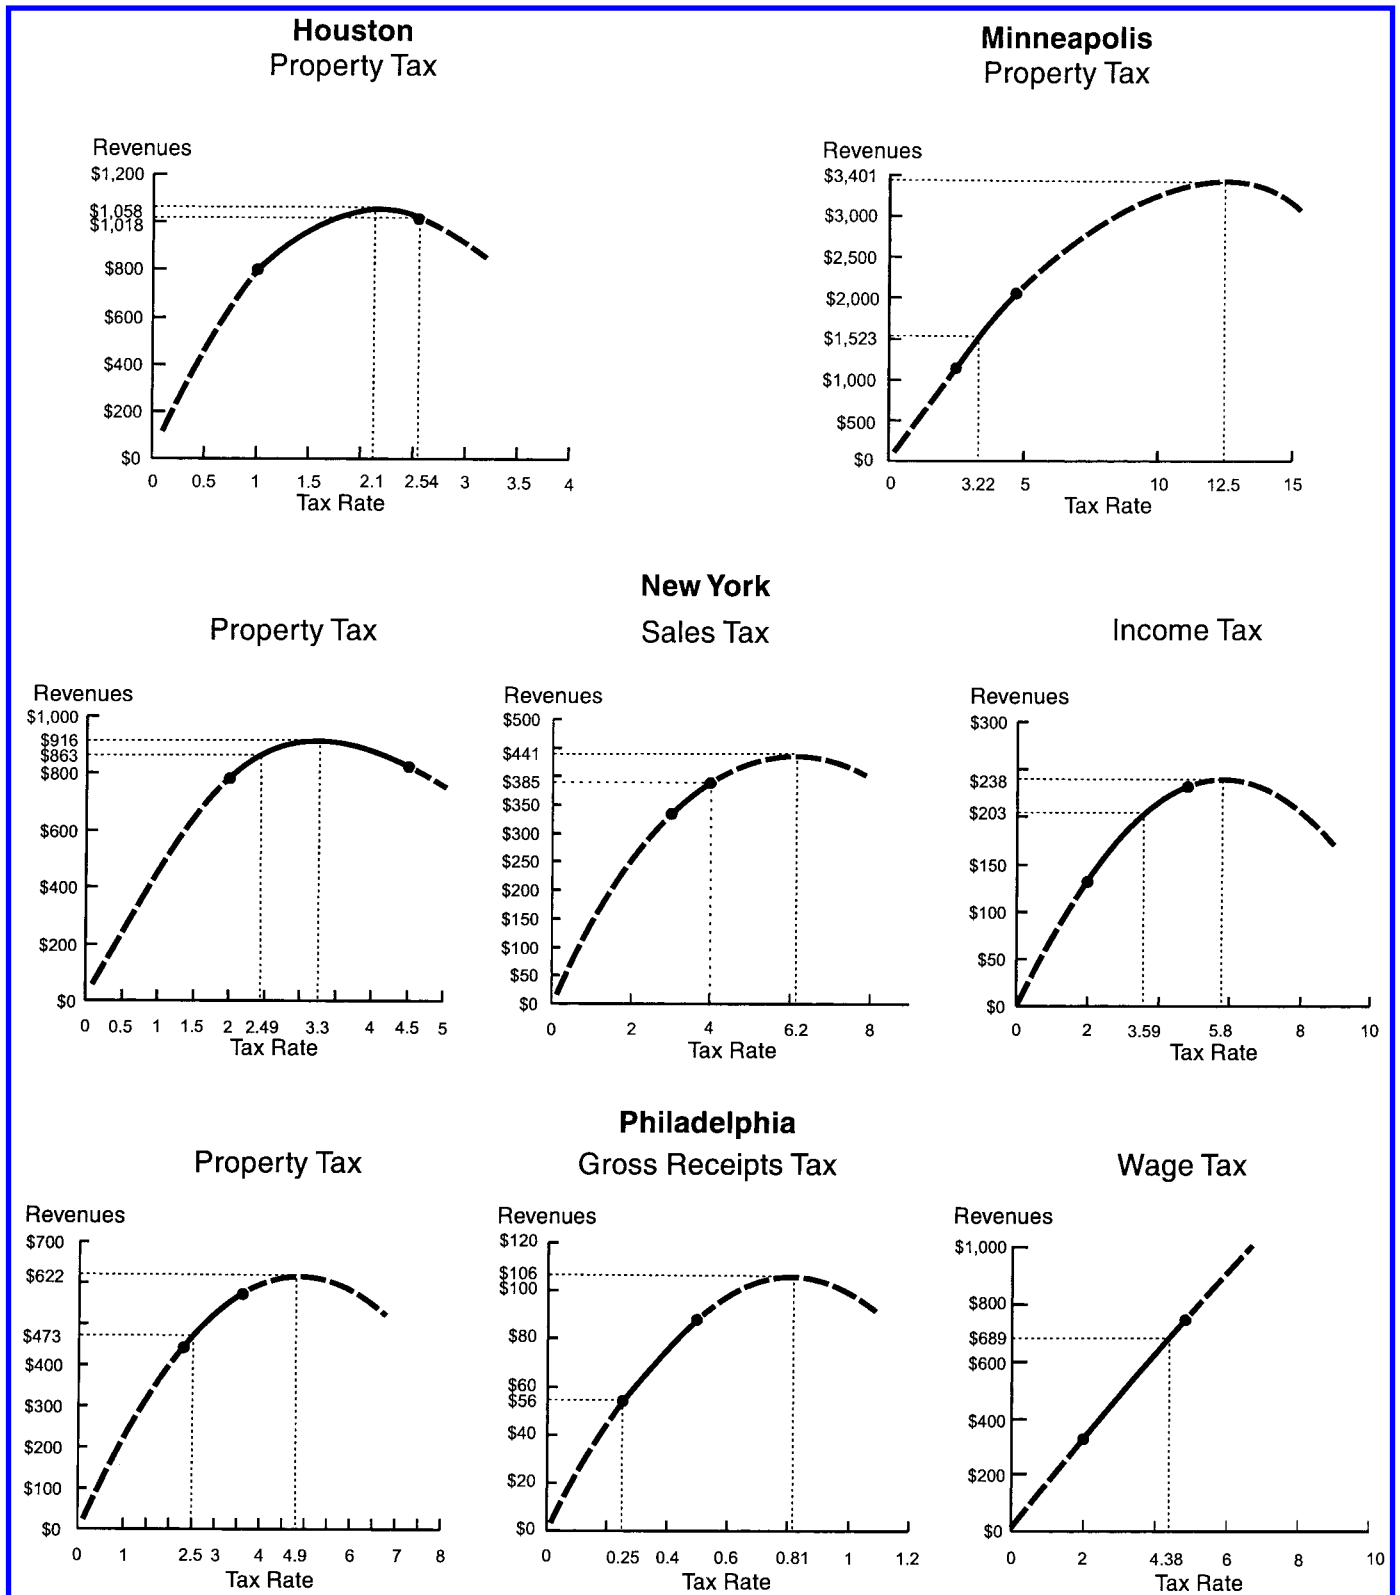 Houston
Property Tax
Revenues
$1,200
$1,058
$1,018
$800
$600
$400
$200
$0
0 0.5 1 1.5 2.1 2.54 3 3.5 4
Tax Rate
Minneapolis
Property Tax
Revenues
$3,401
$3,000
$2,500
$2,000
$1,523
$1,000
$500
$0
0 3.22 5 10 12.5 15
Tax Rate
New York
Property Tax
Revenues
$1,000
$916
$863
$800
$600
$400
$200
$0
0 0.5 1 1.5 2 2.49 3.3 4 4.5 5
Tax Rate
Sales Tax
Revenues
$500
$441
$385
$350
$300
$250
$200
$150
$100
$50
$0
0 2 4 6.2 8
Tax Rate
Income Tax
Revenues
$300
$238
$203
$150
$100
$50
$0
0 2 3.59 5.8 8 10
Tax Rate
Philadelphia
Property Tax
Revenues
$700
$622
$473
$400
$300
$200
$100
$0
0 1 2.5 3 4 4.9 6 7 8
Tax Rate
Gross Receipts Tax
Revenues
$120
$106
$100
$80
$60
$56
$40
$20
$0
0 0.25 0.4 0.6 0.81 1 1.2
Tax Rate
Wage Tax
Revenues
$1,000
$800
$689
$600
$400
$200
$0
0 2 4.38 6 8 10
Tax Rate